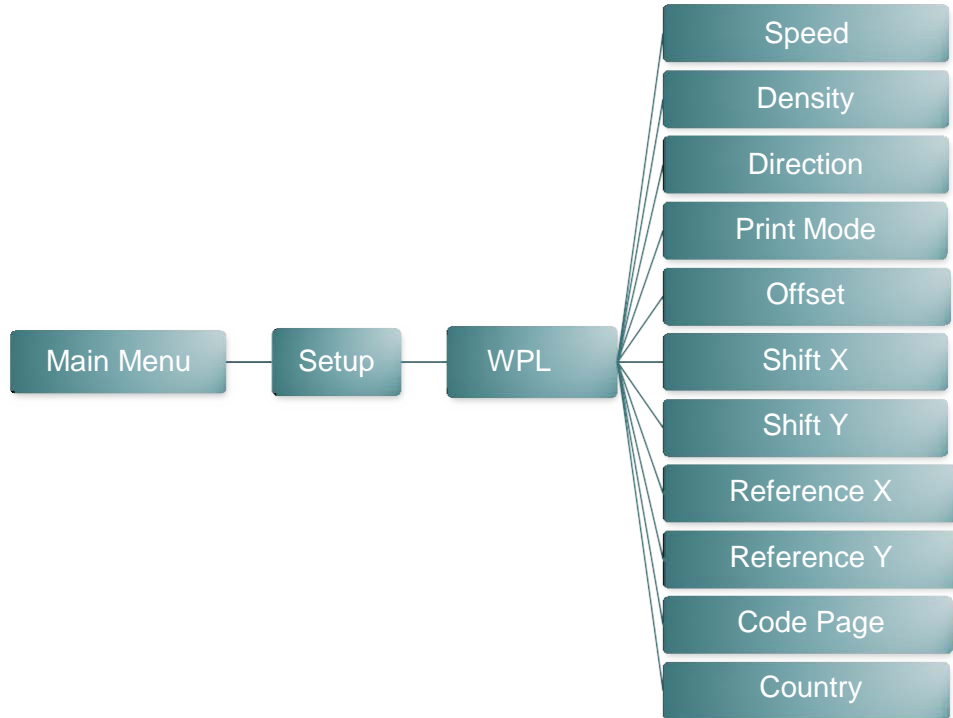 Main Menu
Setup
WPL
Speed
Density
Direction
Print Mode
Offset
Shift X
Shift Y
Reference X
Reference Y
Code Page
Country